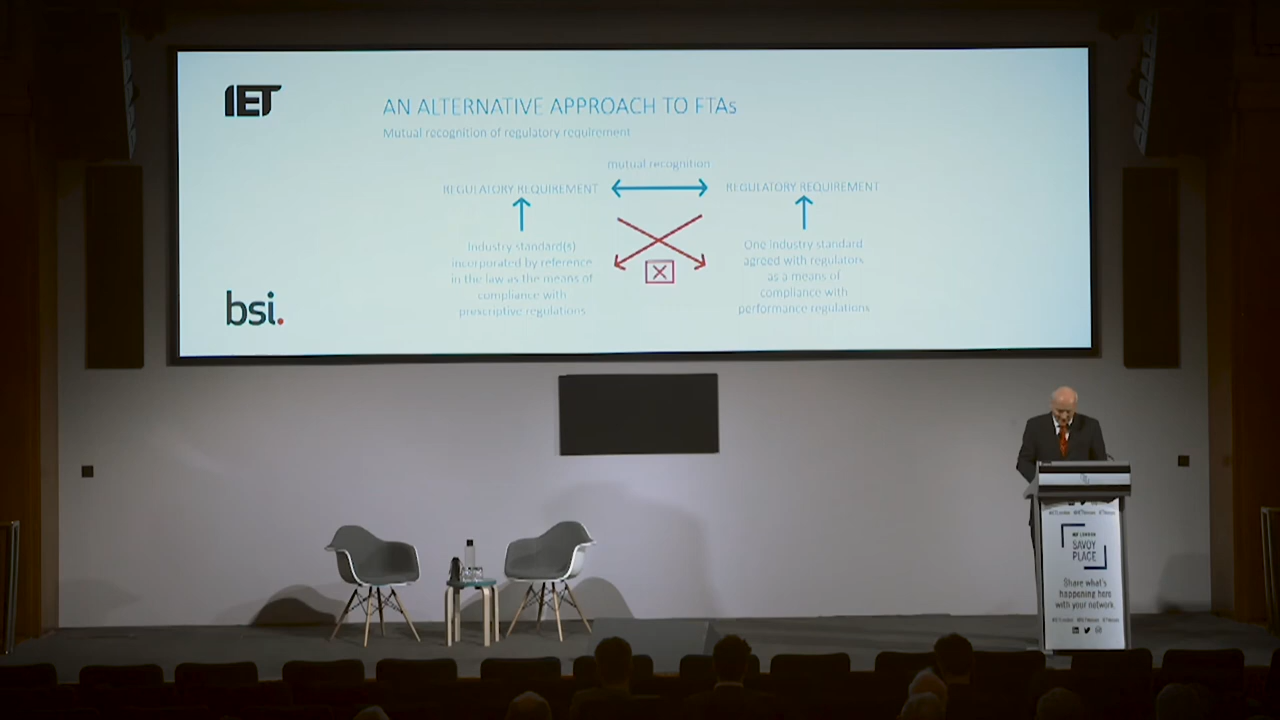 IET
AN ALTERNATIVE APPROACH TO FTAs
Mutual recognition of regulatory requirement
mutual recognition
REGULATORY REQUIREMENT
REGULATORY REQUIREMENT
Industry standard(s)
incorporated by reference
in the law as the means of
compliance with
prescriptive regulations
One industry standard
agreed with regulators
as a means of
compliance with
performance regulations
bsi.
IET LONDON
SAVOY
PLACE
Share what's
happening here
with your network.